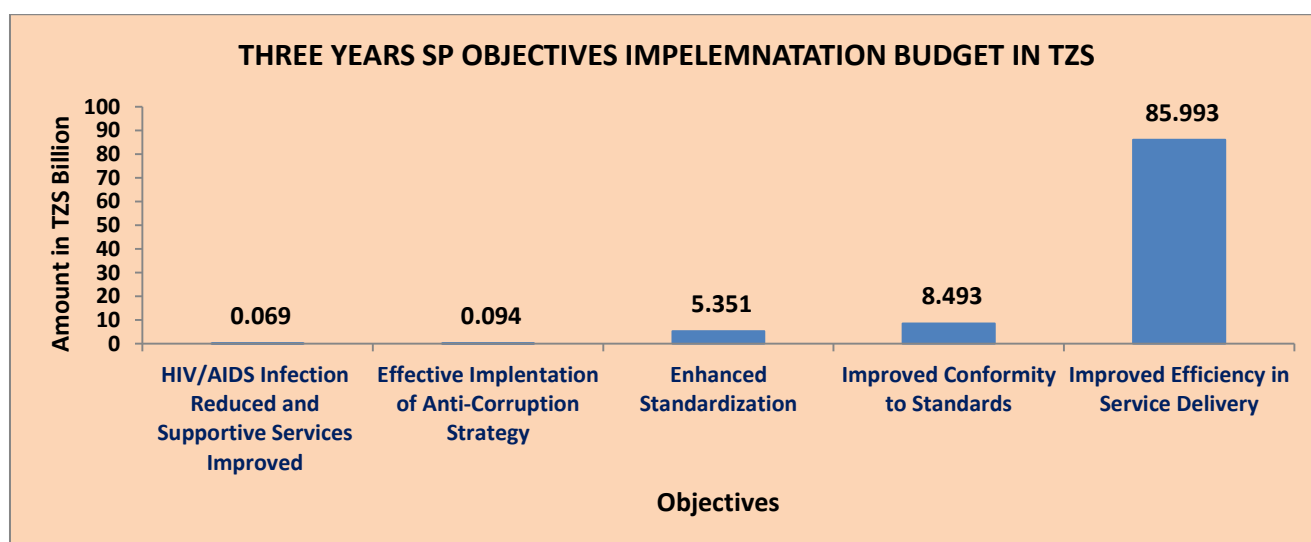 THREE YEARS SP OBJECTIVES IMPELEMNATATION BUDGET IN TZS
Amount in TZS Billion
100
90
80
70
60
50
40
30
20
10
0
0.069
0.094
5.351
8.493
85.993
HIV/AIDS Infection
Reduced and
Supportive Services
Improved
Effective Implentation
of Anti-Corruption
Strategy
Enhanced
Standardization
Improved Conformity
to Standards
Improved Efficiency in
Service Delivery
Objectives